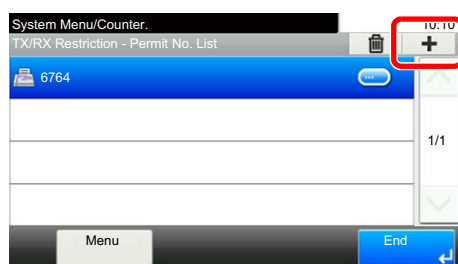 System Menu/Counter. 10:10
TX/RX Restriction - Permit No. List
6764
1/1
Menu End